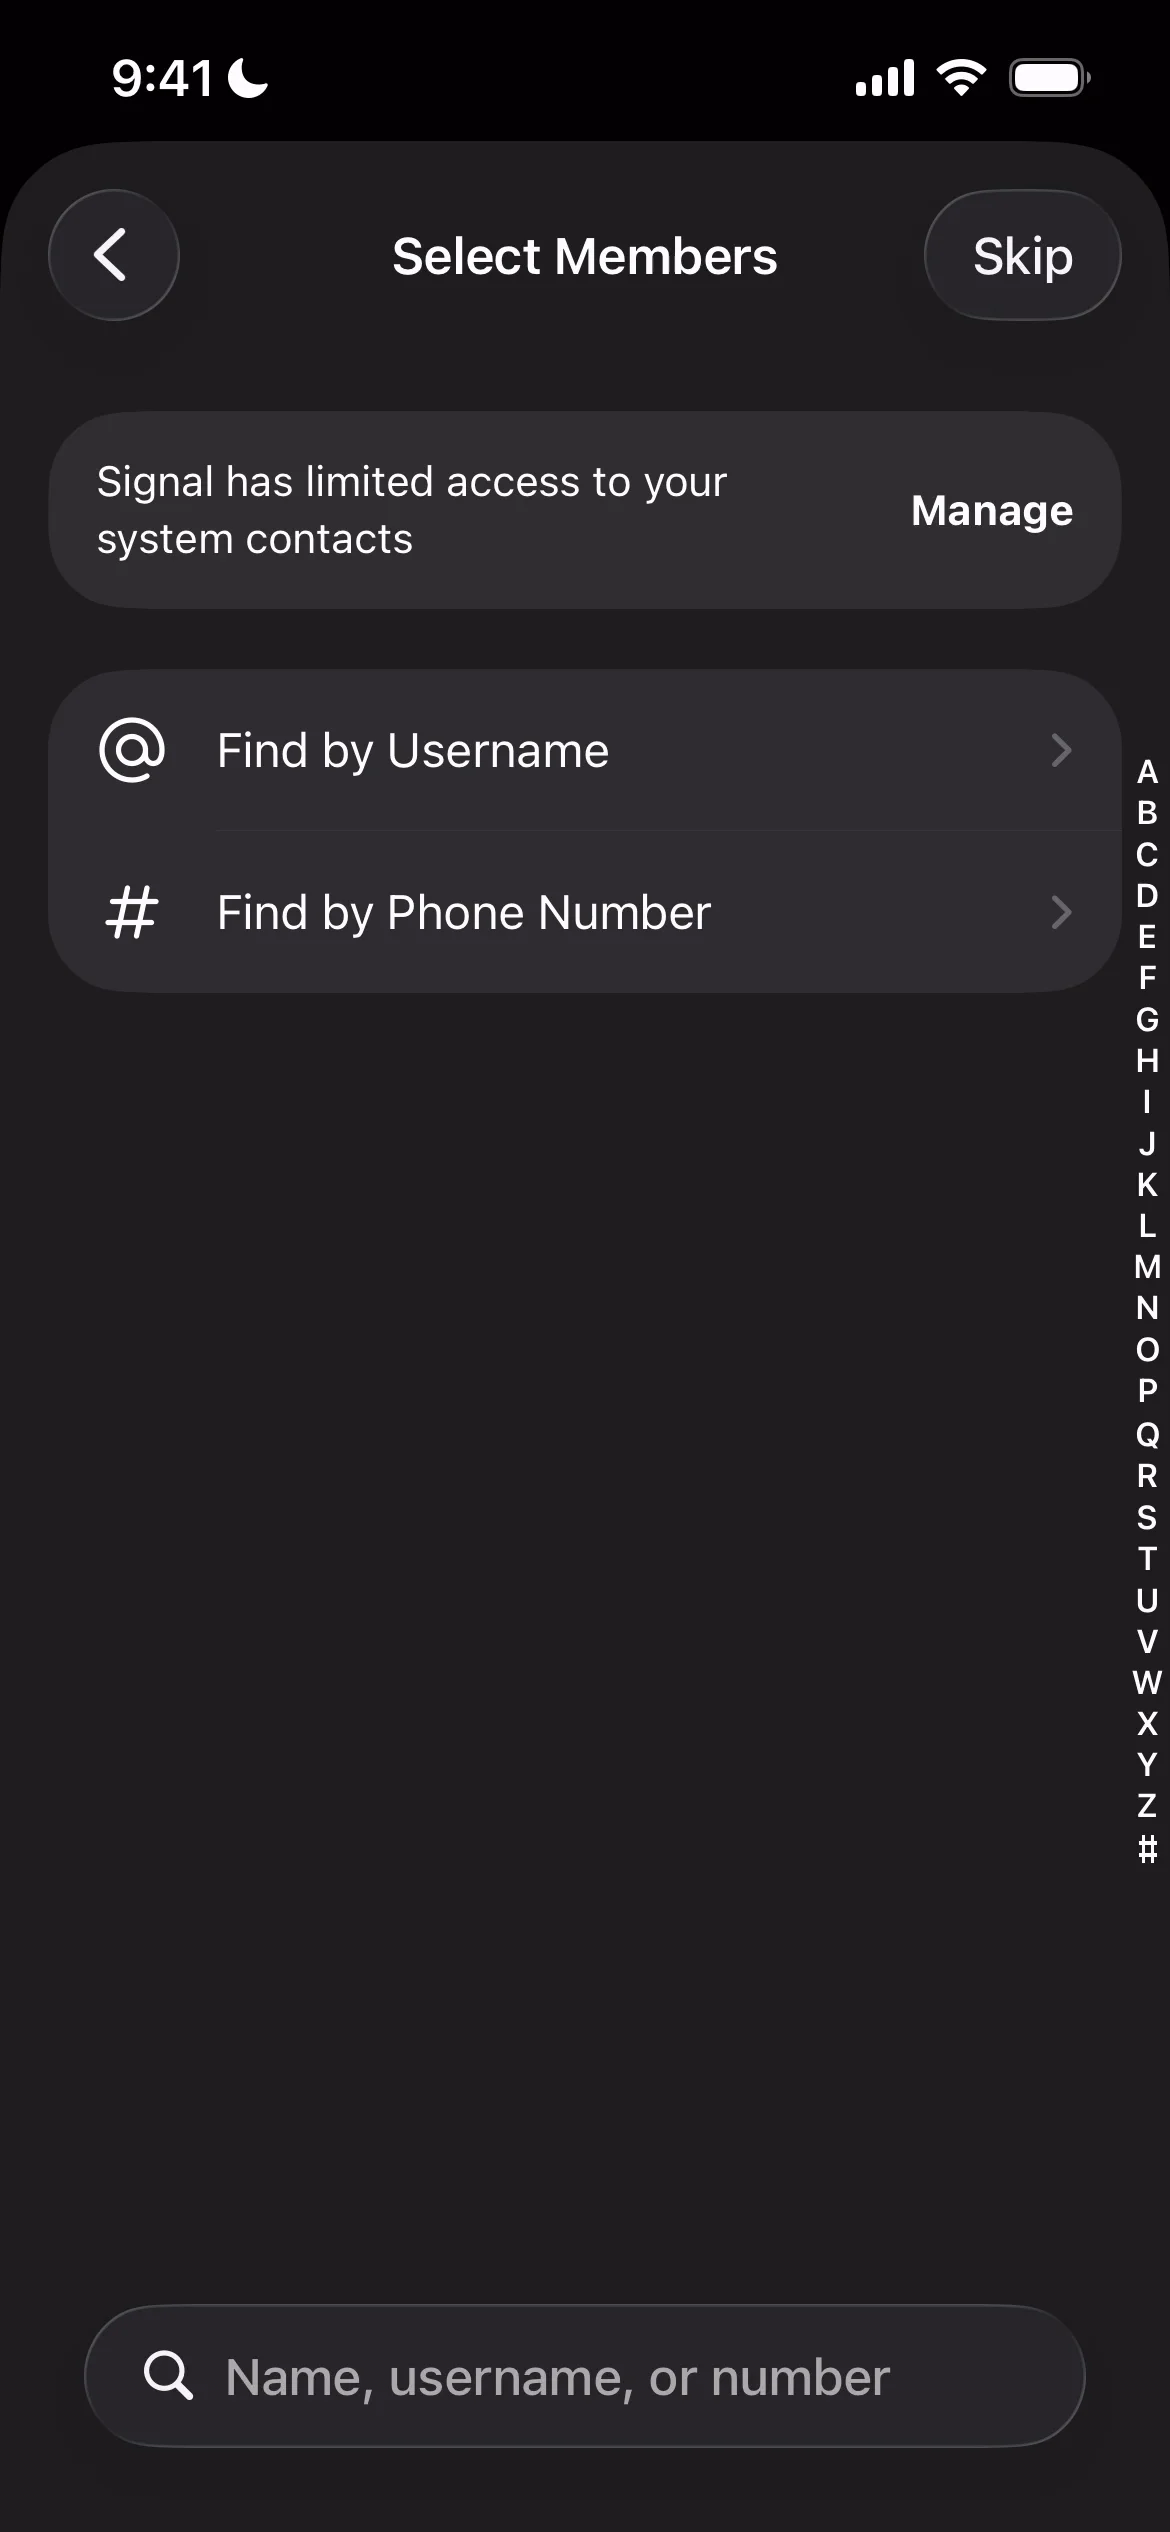 9:41
Select Members
Skip
Signal has limited access to your
system contacts
Manage
Find by Username
Find by Phone Number
A
B
C
D
E
F
G
H
I
J
K
L
M
N
O
P
Q
R
S
T
U
V
W
X
Y
Z
#
Name, username, or number